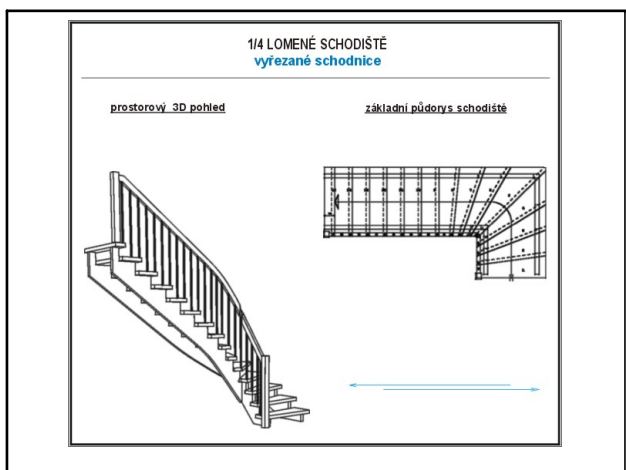 1/4 LOMENÉ SCHODIŠTĚ
vyřezané schodnice
prostorový 3D pohled
základní půdorys schodiště